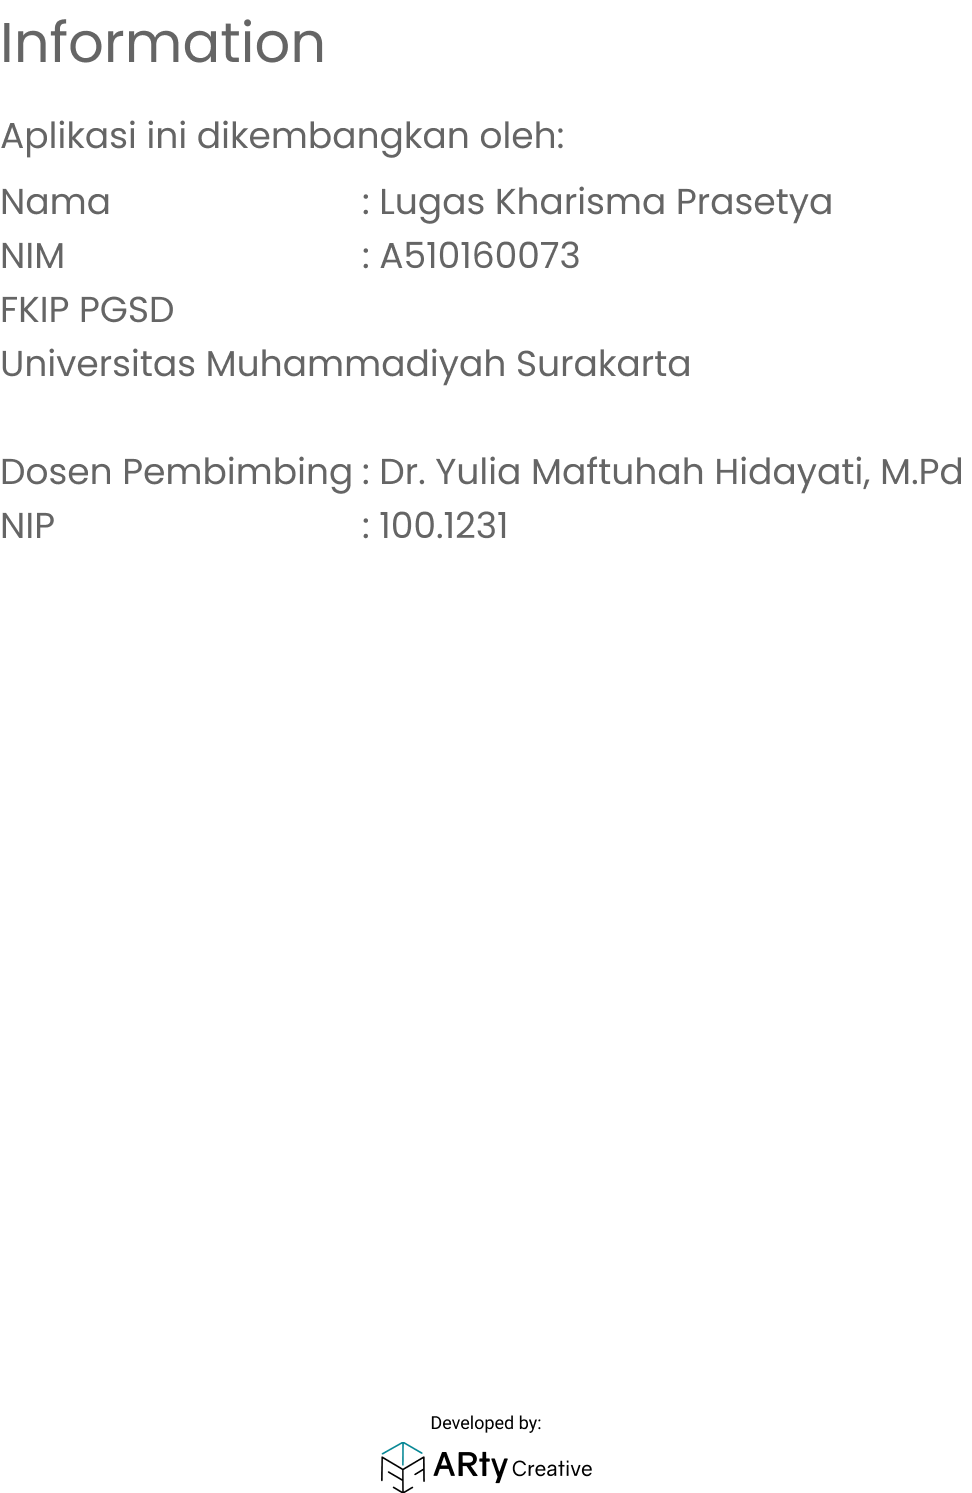 Information
Aplikasi ini dikembangkan oleh:
Nama : Lugas Kharisma Prasetya
NIM : A510160073
FKIP PGSD
Universitas Muhammadiyah Surakarta
Dosen Pembimbing : Dr. Yulia Maftuhah Hidayati, M.Pd
NIP : 100.1231
Developed by:
ARty Creative